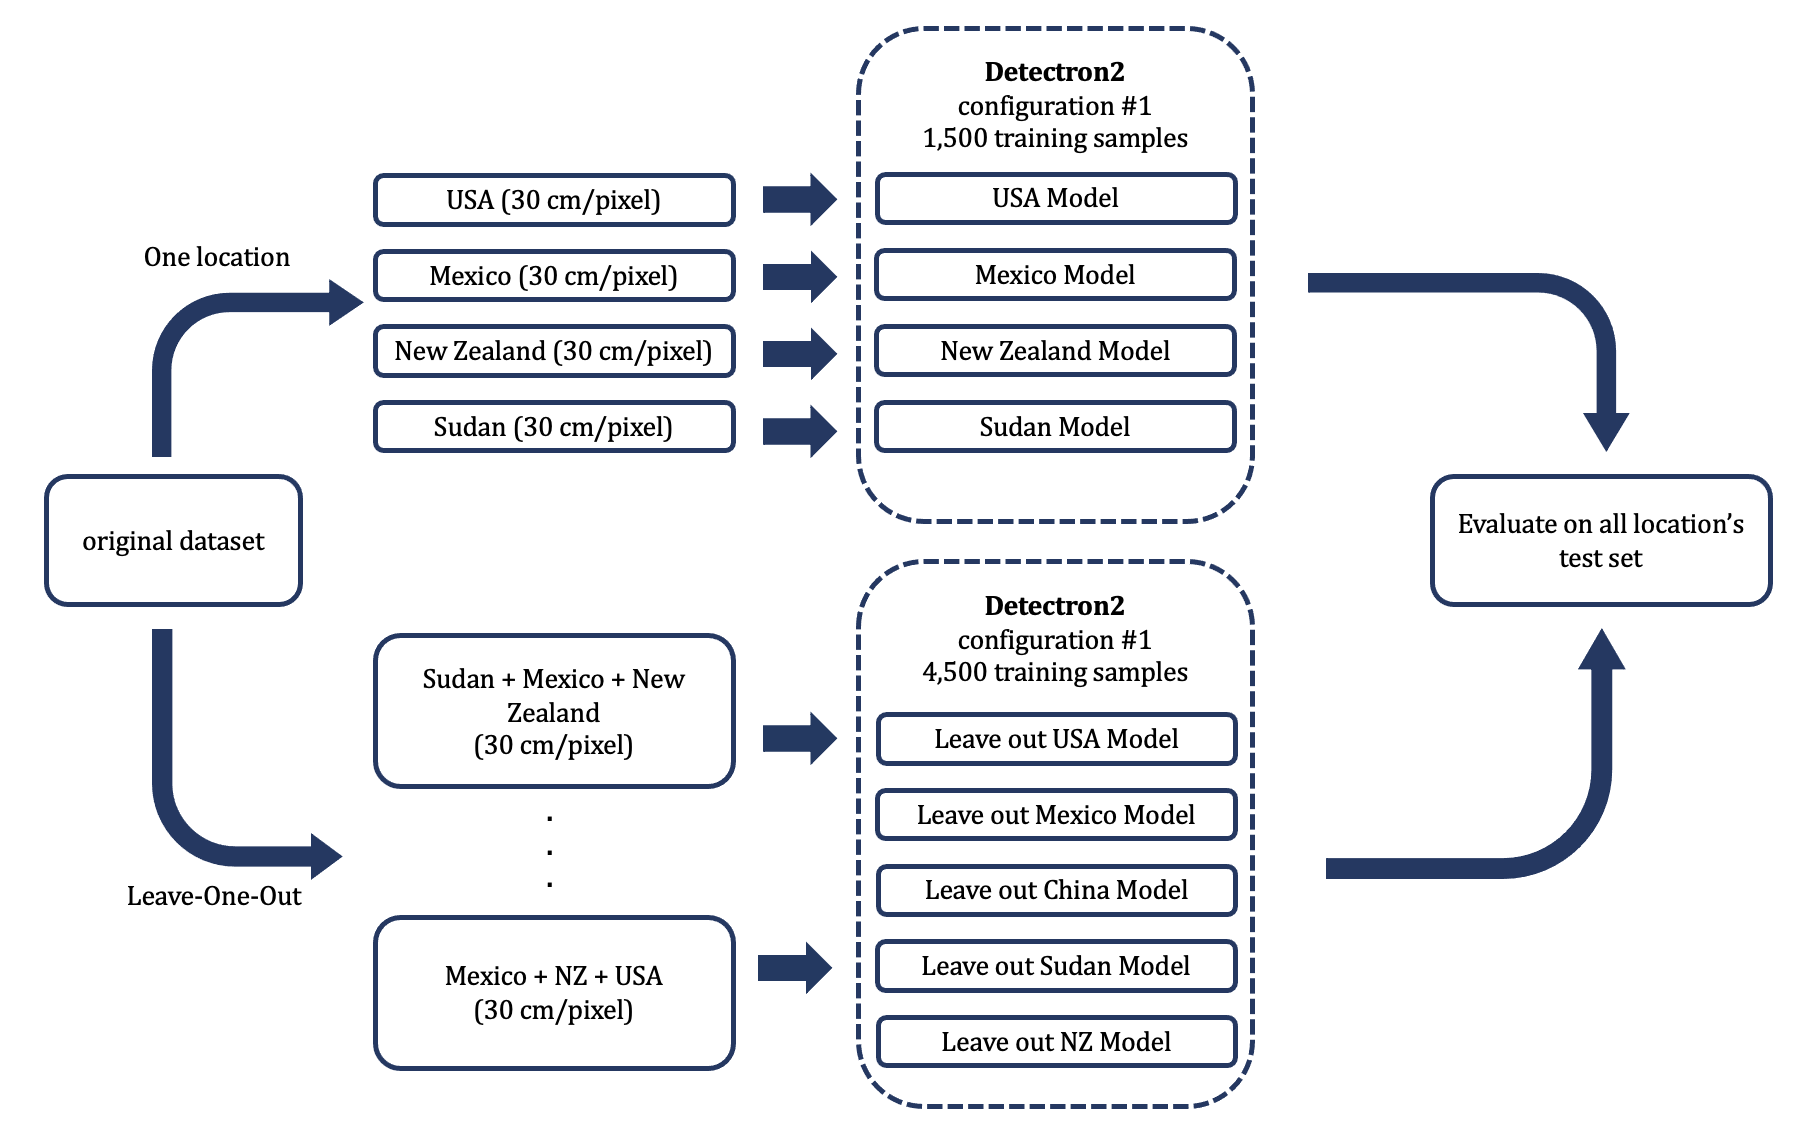 One location
original dataset
Leave-One-Out
USA (30 cm/pixel)
Mexico (30 cm/pixel)
New Zealand (30 cm/pixel)
Sudan (30 cm/pixel)
Detectron2
configuration #1
1,500 training samples
USA Model
Mexico Model
New Zealand Model
Sudan Model
Sudan + Mexico + New
Zealand
(30 cm/pixel)
.
.
.
Mexico + NZ + USA
(30 cm/pixel)
Detectron2
configuration #1
4,500 training samples
Leave out USA Model
Leave out Mexico Model
Leave out China Model
Leave out Sudan Model
Leave out NZ Model
Evaluate on all location’s
test set